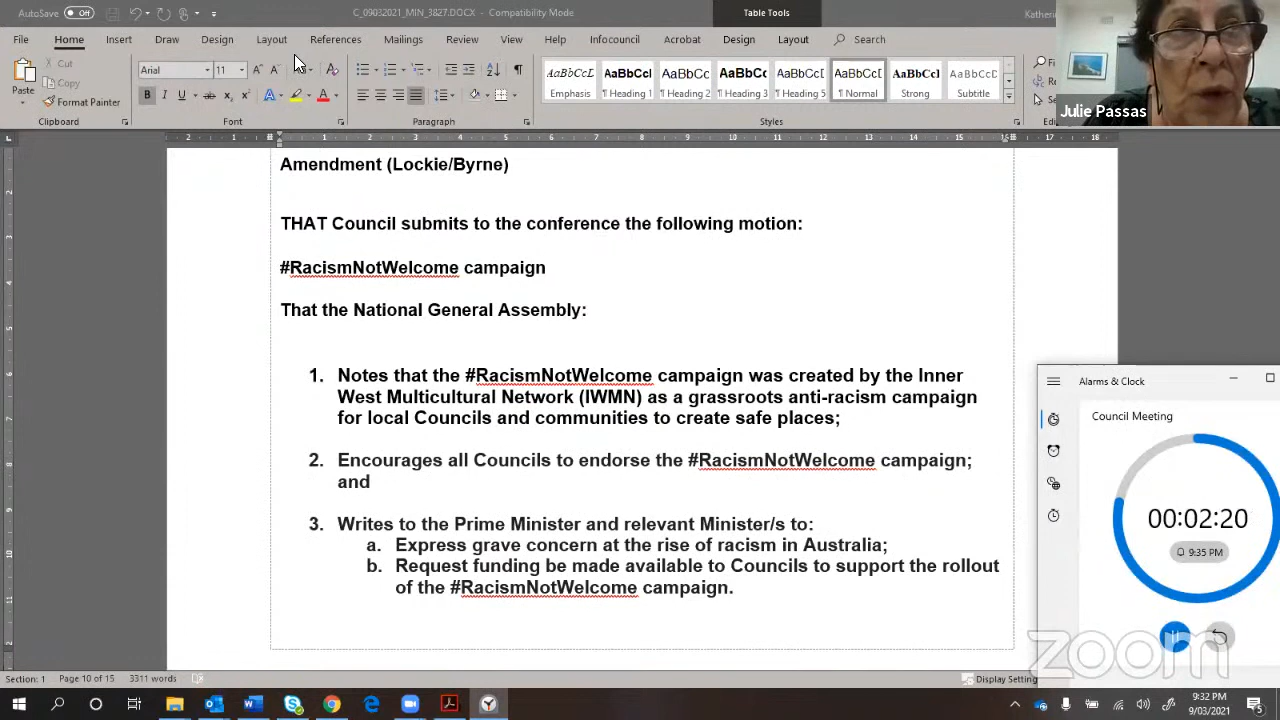 AutoSave Off
C_09032021_MIN_3827.DOCX - Compatibility Mode
Table Tools
File Home Insert Draw Design Layout References Mailings Review View Help Infocouncil Acrobat Design Layout Search
Cut
Copy
Format Painter
Paste
Arial 11
AaBbCcL AaBbCcI AaBbCc AaBbCc AaBbCcL AaBbCcL AaBbCcI AaBbCcL
Emphasis ¶ Heading 1 ¶ Heading 2 ¶ Heading 3 ¶ Heading 5 ¶ Normal Strong Subtitle
Clipboard Font Paragraph Styles
Julie Passas
Amendment (Lockie/Byrne)
THAT Council submits to the conference the following motion:
#RacismNotWelcome campaign
That the National General Assembly:
1. Notes that the #RacismNotWelcome campaign was created by the Inner
West Multicultural Network (IWMN) as a grassroots anti-racism campaign
for local Councils and communities to create safe places;
2. Encourages all Councils to endorse the #RacismNotWelcome campaign;
and
3. Writes to the Prime Minister and relevant Minister/s to:
a. Express grave concern at the rise of racism in Australia;
b. Request funding be made available to Councils to support the rollout
of the #RacismNotWelcome campaign.
Alarms & Clock
Council Meeting
00:02:20
9:35 PM
zoom
Section: 1 Page 10 of 15 3311 words
Display Setting
9:32 PM
9/03/2021